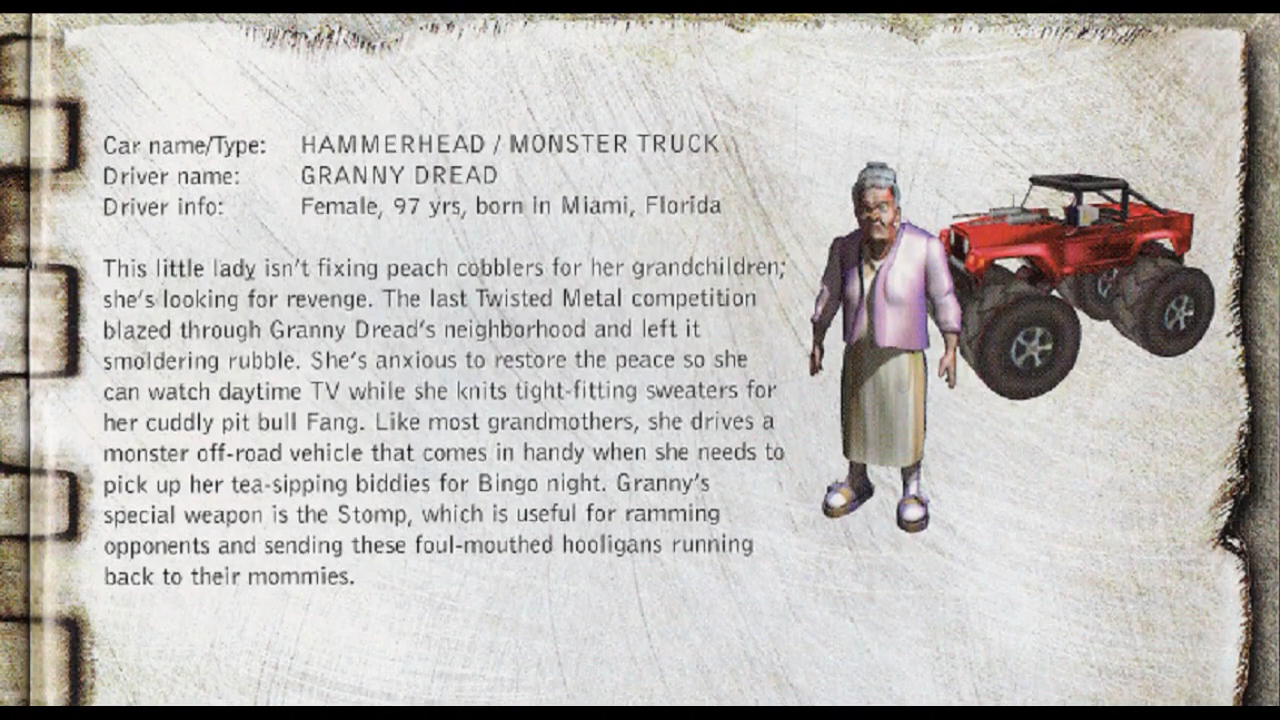 Car name/Type: HAMMERHEAD / MONSTER TRUCK
Driver name: GRANNY DREAD
Driver info: Female, 97 yrs, born in Miami, Florida
This little lady isn't fixing peach cobblers for her grandchildren;
she's looking for revenge. The last Twisted Metal competition
blazed through Granny Dread's neighborhood and left it
smoldering rubble. She's anxious to restore the peace so she
can watch daytime TV while she knits tight-fitting sweaters for
her cuddly pit bull Fang. Like most grandmothers, she drives a
monster off-road vehicle that comes in handy when she needs to
pick up her tea-sipping biddies for Bingo night. Granny's
special weapon is the Stomp, which is useful for ramming
opponents and sending these foul-mouthed hooligans running
back to their mommies.